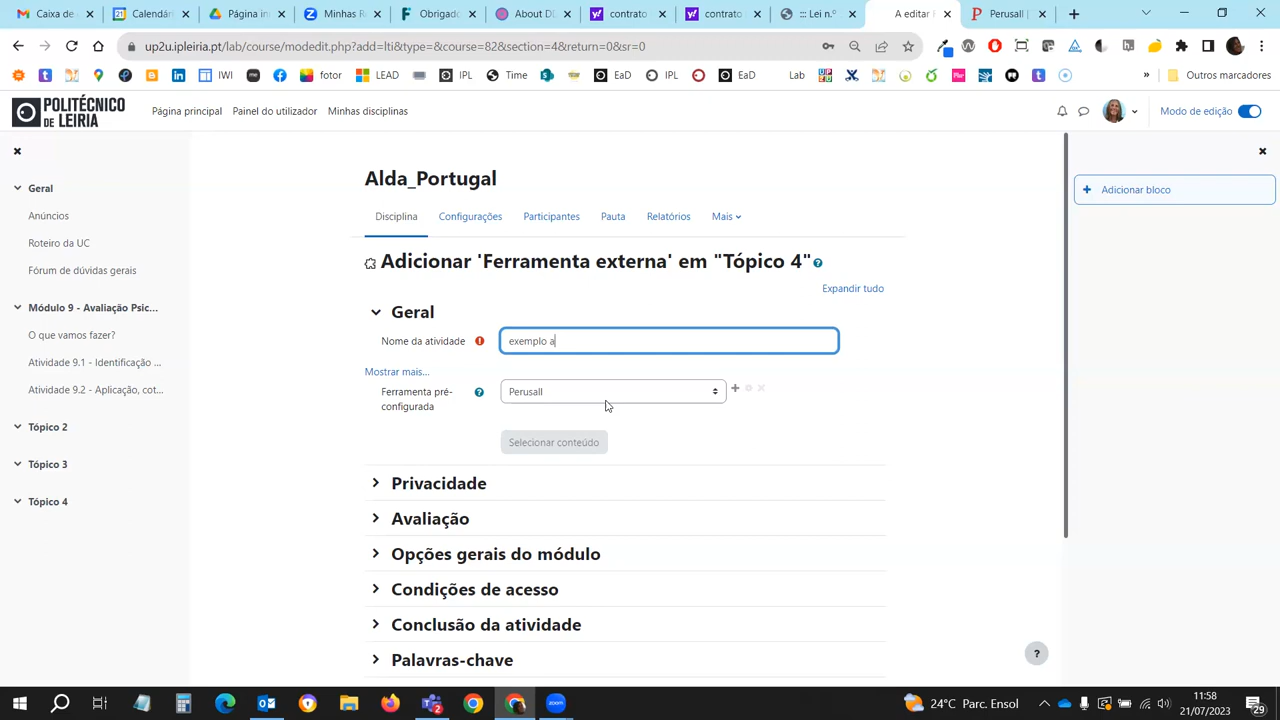 Caixa de e
Calendári
Página in
Minhas R
Obrigado
About U
contrato
contrato
::: Lei n.º
A editar F
Perusall |
up2u.ipleiria.pt/lab/course/modedit.php?add=lti&type=&course=82&section=4&return=0&sr=0
IWI
fotor
LEAD
IPL
Time
EaD
IPL
EaD
Lab
»
Outros marcadores
POLITÉCNICO
DE LEIRIA
Página principal
Painel do utilizador
Minhas disciplinas
Modo de edição
Geral
Anúncios
Roteiro da UC
Fórum de dúvidas gerais
Módulo 9 - Avaliação Psic...
O que vamos fazer?
Atividade 9.1 - Identificação ...
Atividade 9.2 - Aplicação, cot...
Tópico 2
Tópico 3
Tópico 4
Alda_Portugal
Disciplina
Configurações
Participantes
Pauta
Relatórios
Mais
Adicionar 'Ferramenta externa' em "Tópico 4"
Expandir tudo
Geral
Nome da atividade
exemplo a
Mostrar mais...
Ferramenta pré-
configurada
Perusall
Selecionar conteúdo
Privacidade
Avaliação
Opções gerais do módulo
Condições de acesso
Conclusão da atividade
Palavras-chave
Adicionar bloco
?
24°C Parc. Ensol
11:58
21/07/2023
29